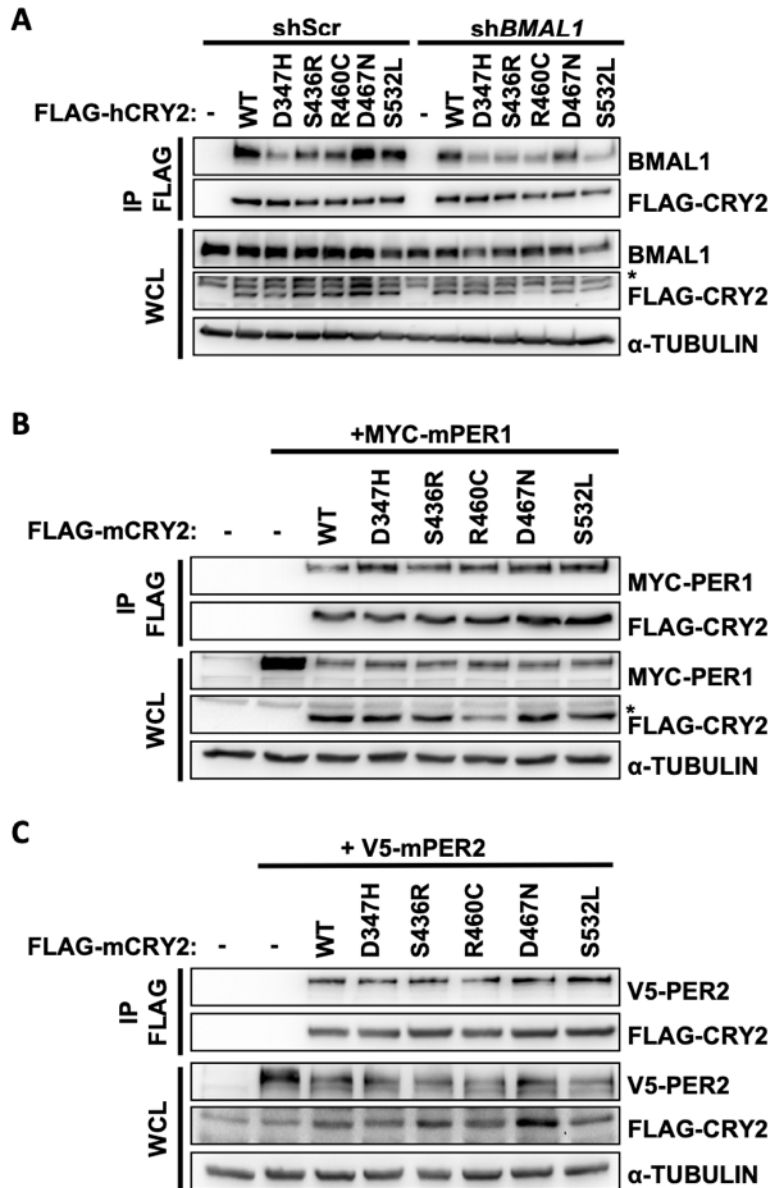 A
shScr shBMAL1
FLAG-hCRY2: - WT D347H S436R R460C D467N S532L - WT D347H S436R R460C D467N S532L
IP FLAG
BMAL1
FLAG-CRY2
WCL
BMAL1
*
FLAG-CRY2
α-TUBULIN
B
+MYC-mPER1
FLAG-mCRY2: - - WT D347H S436R R460C D467N S532L
IP FLAG
MYC-PER1
FLAG-CRY2
WCL
MYC-PER1
*
FLAG-CRY2
α-TUBULIN
C
+ V5-mPER2
FLAG-mCRY2: - - WT D347H S436R R460C D467N S532L
IP FLAG
V5-PER2
FLAG-CRY2
WCL
V5-PER2
FLAG-CRY2
α-TUBULIN